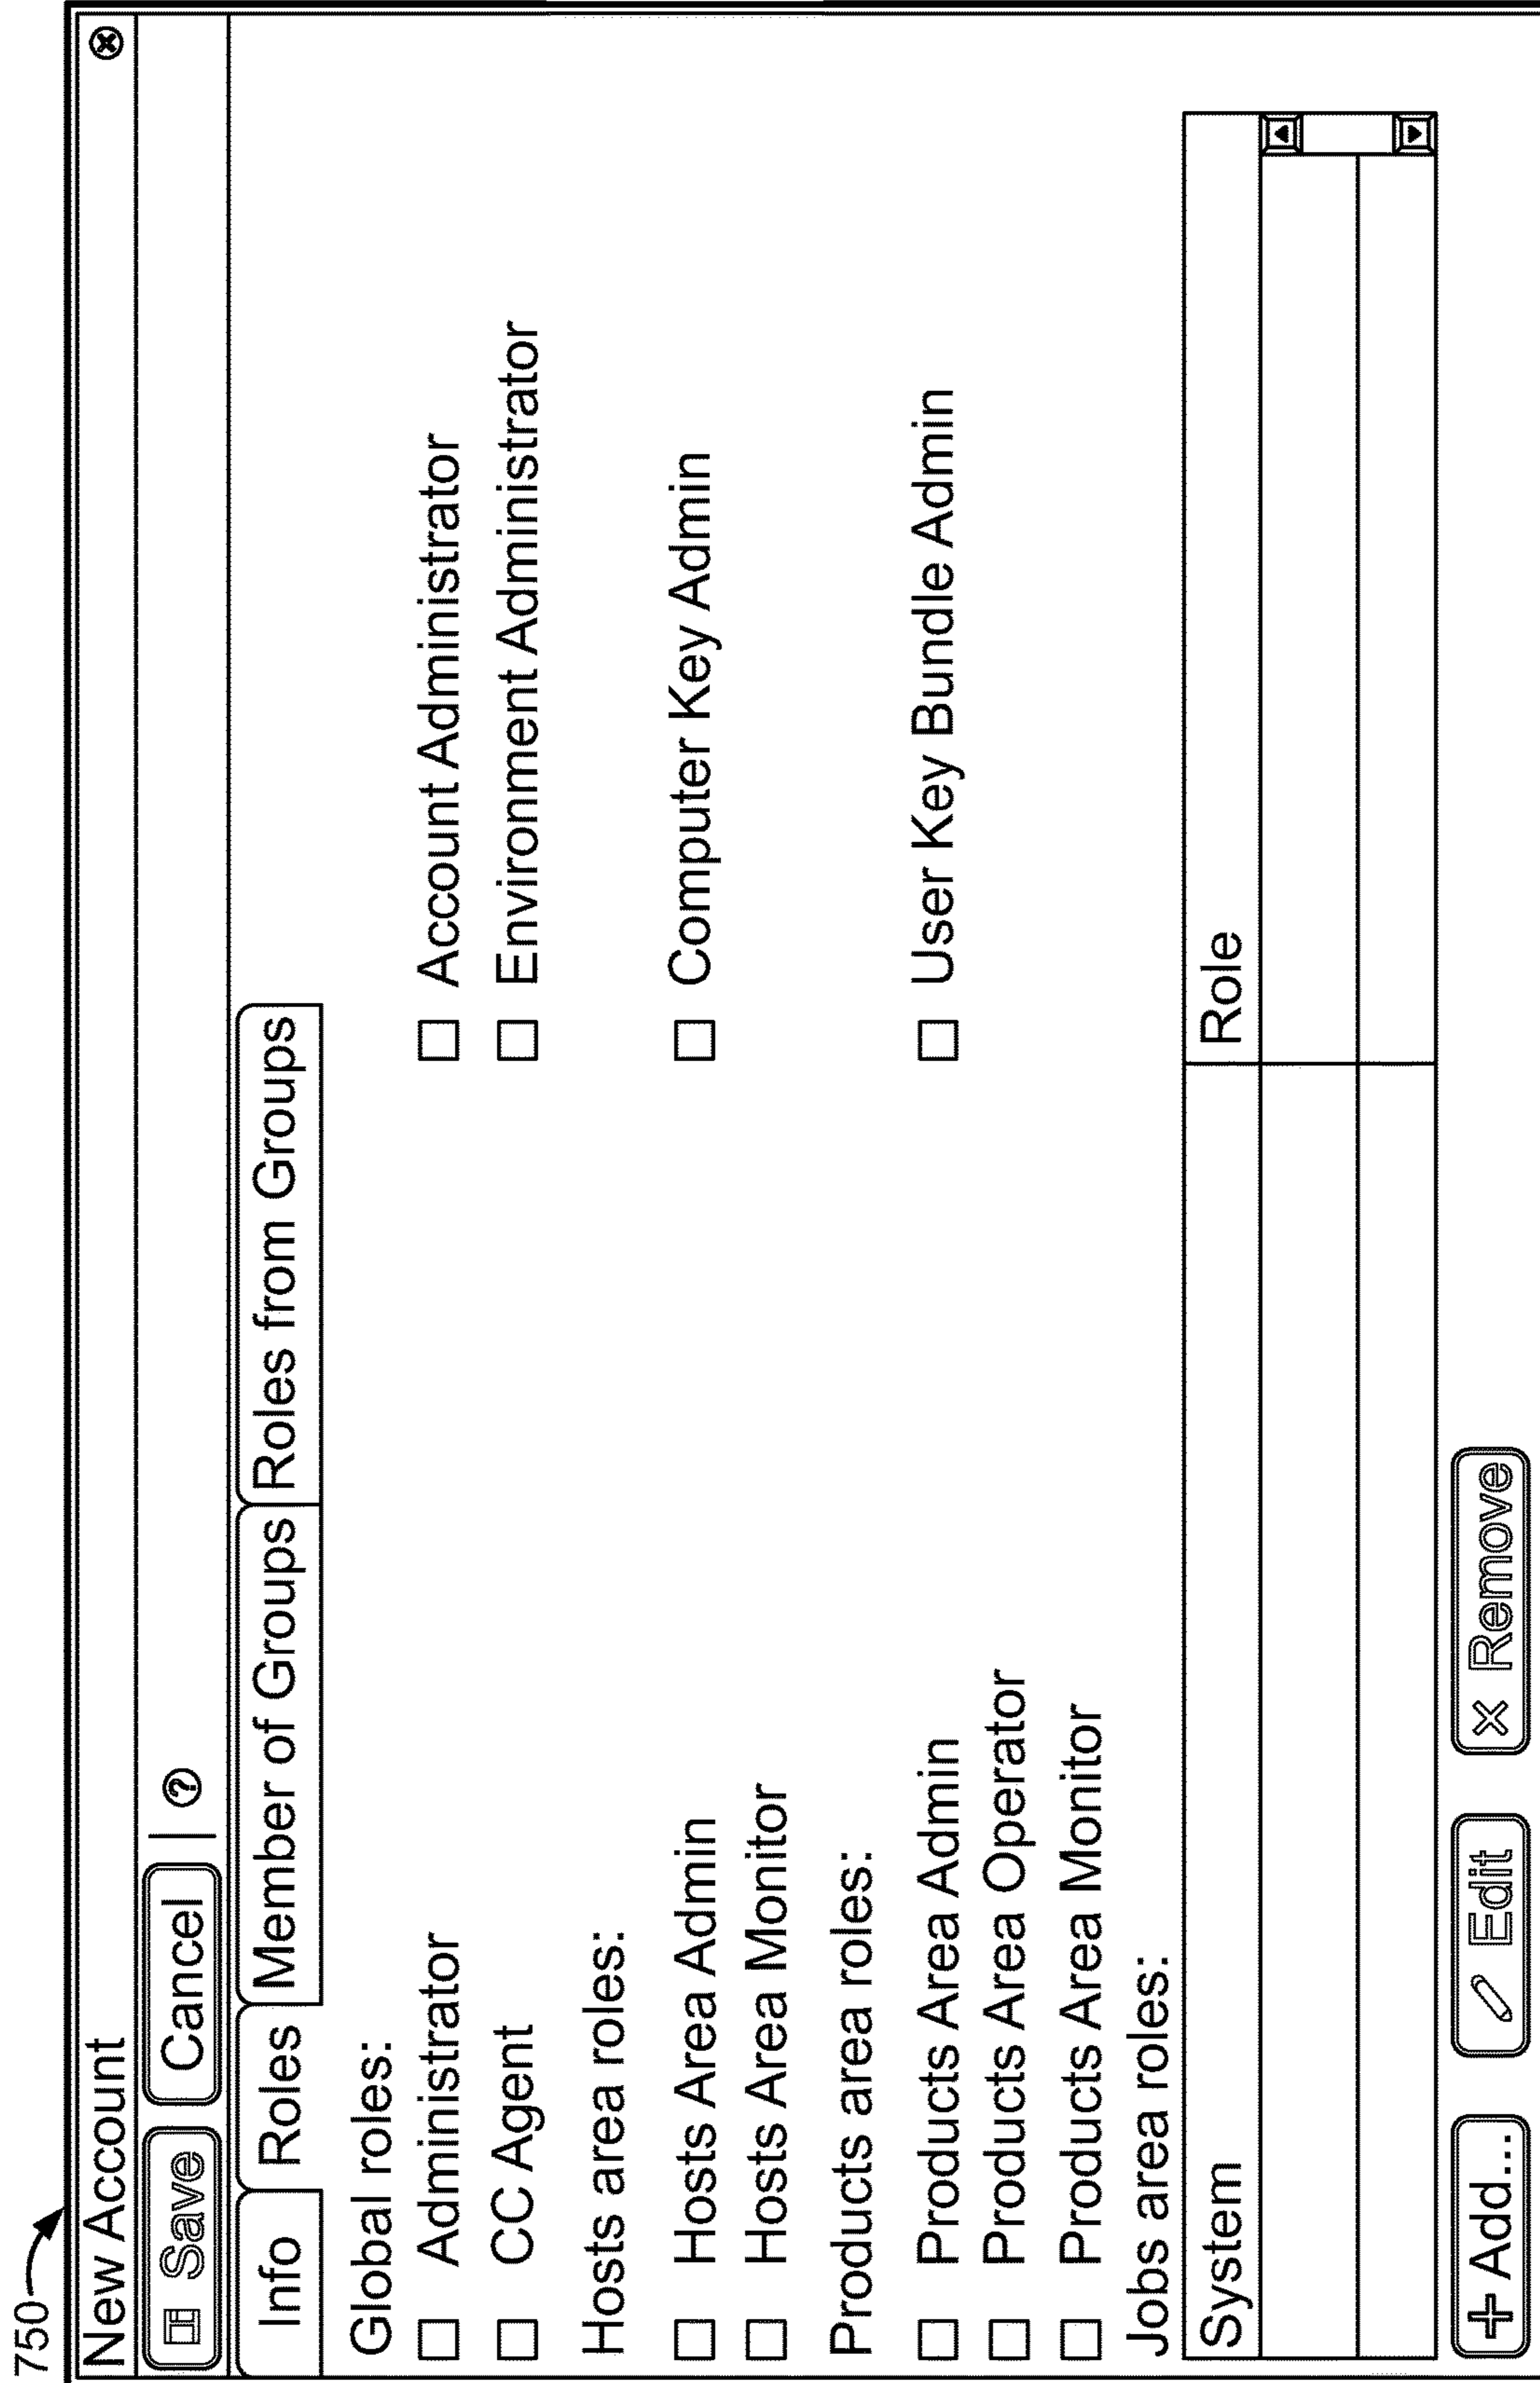 750
New Account
Save Cancel | ?
Info Roles Member of Groups Roles from Groups
Global roles:
Administrator Account Administrator
CC Agent Environment Administrator
Hosts area roles:
Hosts Area Admin Computer Key Admin
Hosts Area Monitor
Products area roles:
Products Area Admin User Key Bundle Admin
Products Area Operator
Products Area Monitor
Jobs area roles:
System Role
+ Add... Edit × Remove